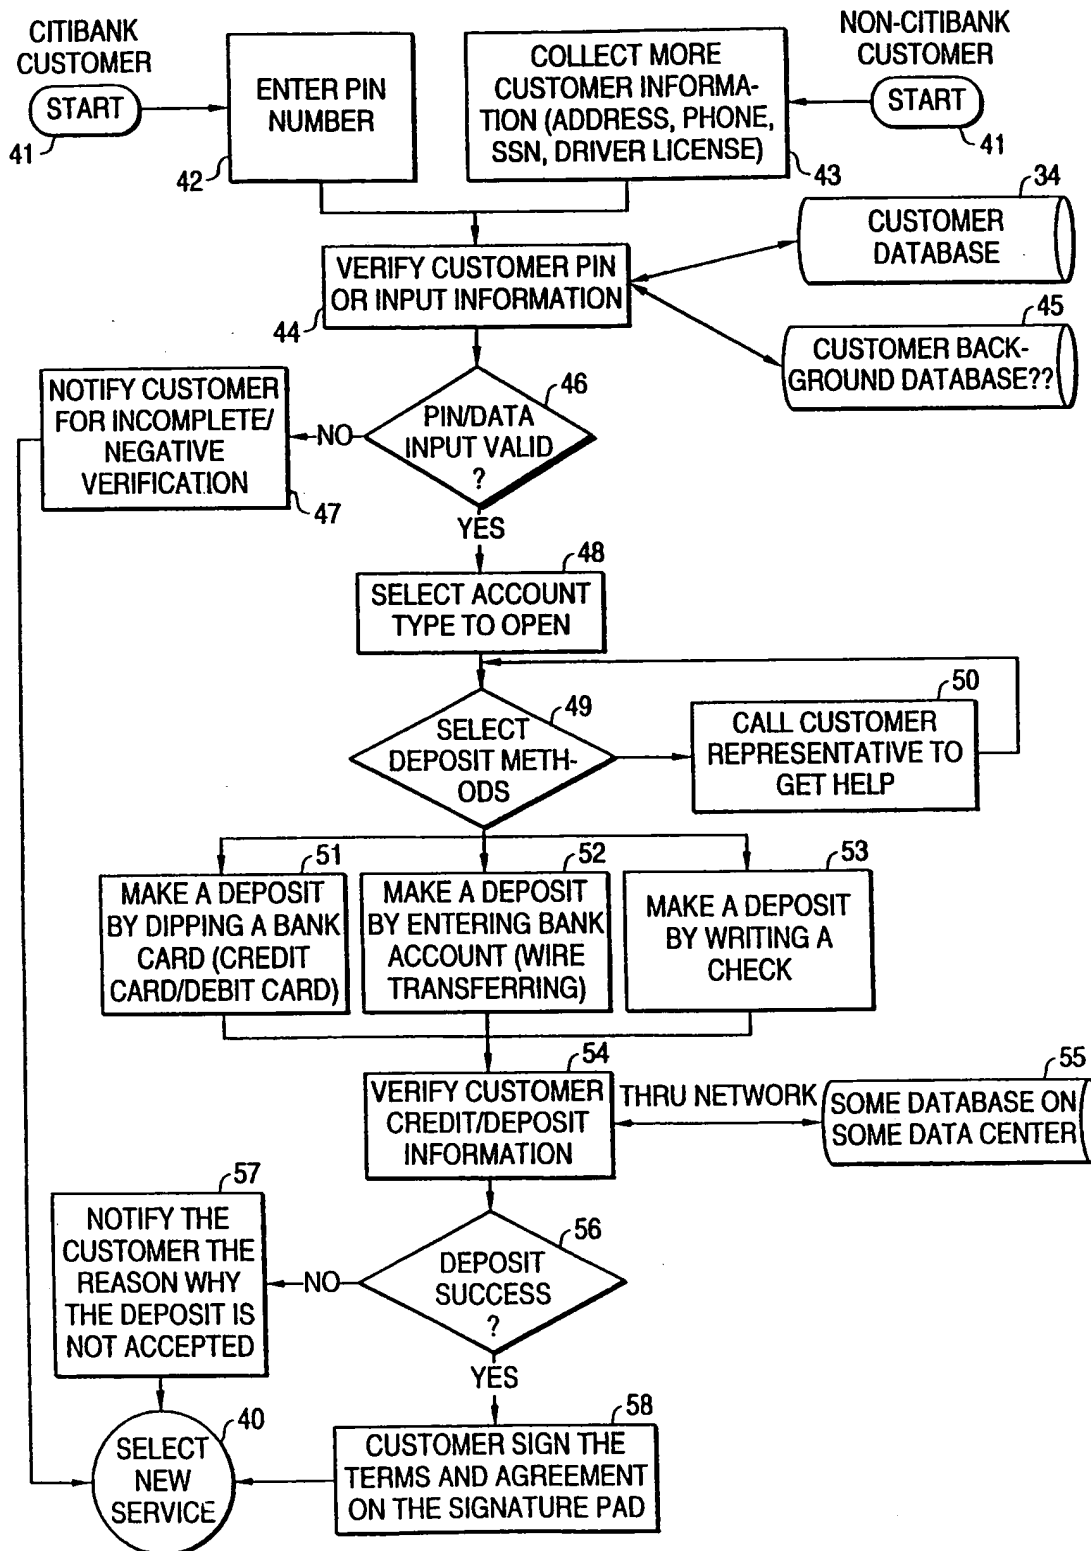 CITIBANK
CUSTOMER
START
41
ENTER PIN
NUMBER
42
COLLECT MORE
CUSTOMER INFORMA-
TION (ADDRESS, PHONE,
SSN, DRIVER LICENSE)
43
NON-CITIBANK
CUSTOMER
START
41
34
CUSTOMER
DATABASE
VERIFY CUSTOMER PIN
OR INPUT INFORMATION
44
45
CUSTOMER BACK-
GROUND DATABASE??
46
PIN/DATA
INPUT VALID
?
NO
NOTIFY CUSTOMER
FOR INCOMPLETE/
NEGATIVE
VERIFICATION
47
YES
48
SELECT ACCOUNT
TYPE TO OPEN
49
SELECT
DEPOSIT METH-
ODS
50
CALL CUSTOMER
REPRESENTATIVE TO
GET HELP
51
MAKE A DEPOSIT
BY DIPPING A BANK
CARD (CREDIT
CARD/DEBIT CARD)
52
MAKE A DEPOSIT
BY ENTERING BANK
ACCOUNT (WIRE
TRANSFERRING)
53
MAKE A DEPOSIT
BY WRITING A
CHECK
54
VERIFY CUSTOMER
CREDIT/DEPOSIT
INFORMATION
THRU NETWORK
55
SOME DATABASE ON
SOME DATA CENTER
56
DEPOSIT
SUCCESS
?
NO
57
NOTIFY THE
CUSTOMER THE
REASON WHY
THE DEPOSIT IS
NOT ACCEPTED
YES
58
CUSTOMER SIGN THE
TERMS AND AGREEMENT
ON THE SIGNATURE PAD
40
SELECT
NEW
SERVICE